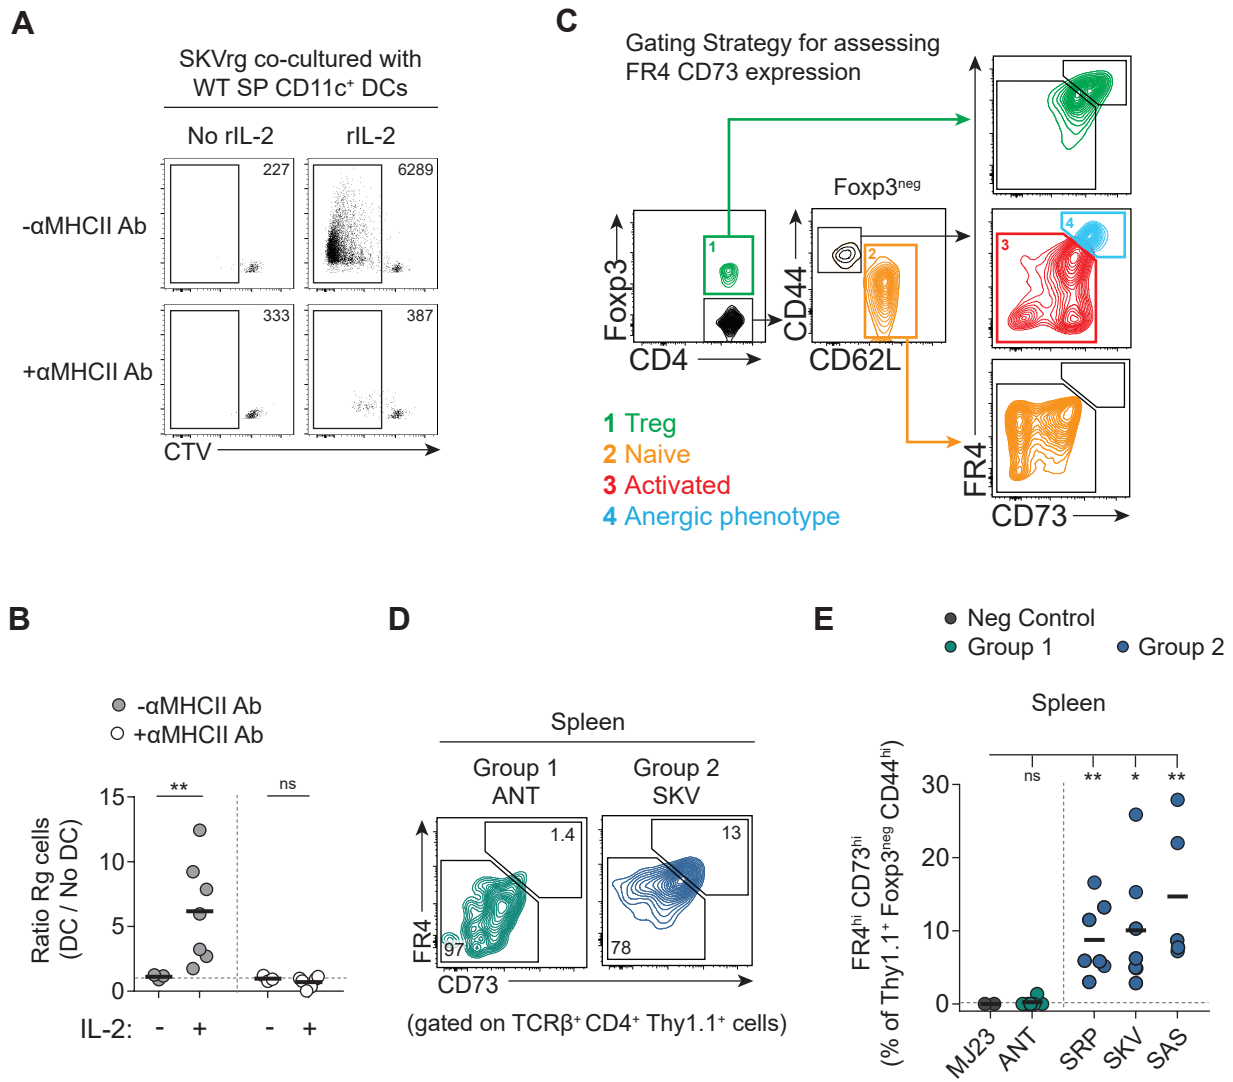 A
SKVrg co-cultured with
WT SP CD11c⁺ DCs
No rIL-2
rIL-2
227
6289
-αMHCII Ab
333
387
+αMHCII Ab
CTV
C
Gating Strategy for assessing
FR4 CD73 expression
Foxp3ⁿᵉᵍ
1
2
3
4
Foxp3
CD4
CD44
CD62L
FR4
CD73
1 Treg
2 Naive
3 Activated
4 Anergic phenotype
B
-αMHCII Ab
+αMHCII Ab
**
ns
15
10
5
0
Ratio Rg cells
(DC / No DC)
IL-2:
-
+
-
+
D
Spleen
Group 1
ANT
Group 2
SKV
1.4
97
13
78
FR4
CD73
(gated on TCRβ⁺ CD4⁺ Thy1.1⁺ cells)
E
Neg Control
Group 1
Group 2
Spleen
ns
**
*
**
30
20
10
0
FR4ʰⁱ CD73ʰⁱ
(% of Thy1.1⁺ Foxp3ⁿᵉᵍ CD44ʰⁱ)
MJ23
ANT
SRP
SKV
SAS